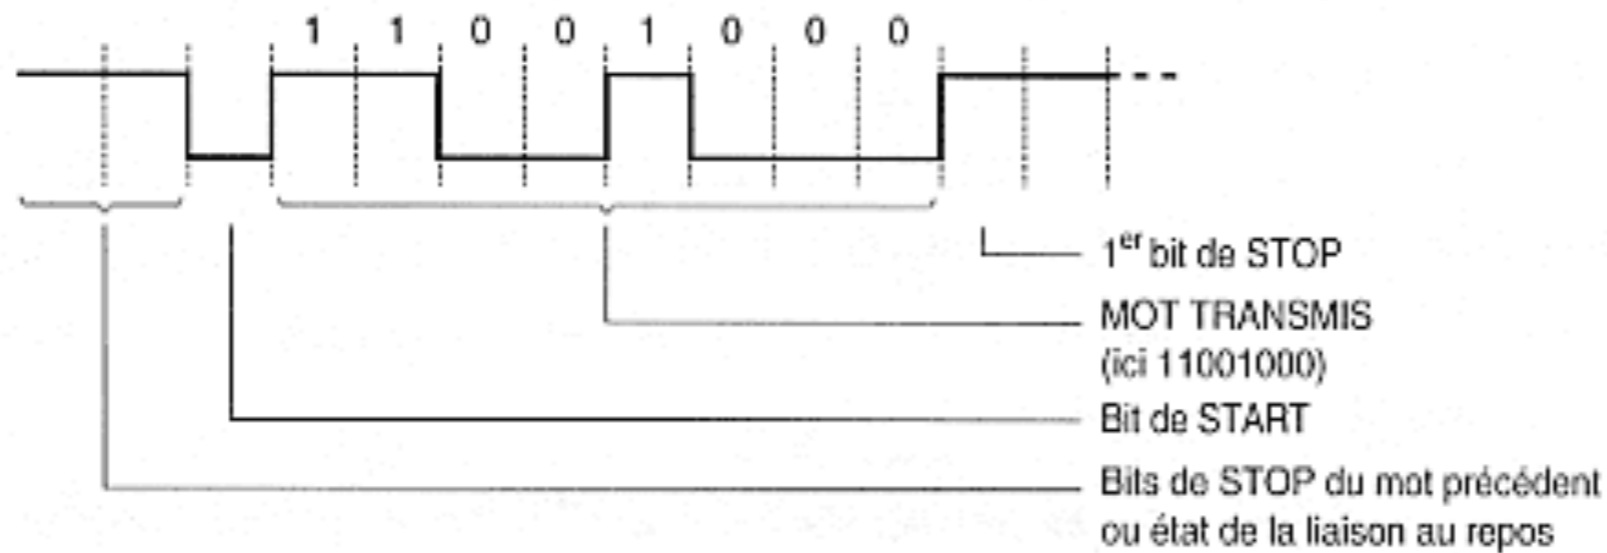 1 1 0 0 1 0 0 0
1er bit de STOP
MOT TRANSMIS
(ici 11001000)
Bit de START
Bits de STOP du mot précédent
ou état de la liaison au repos